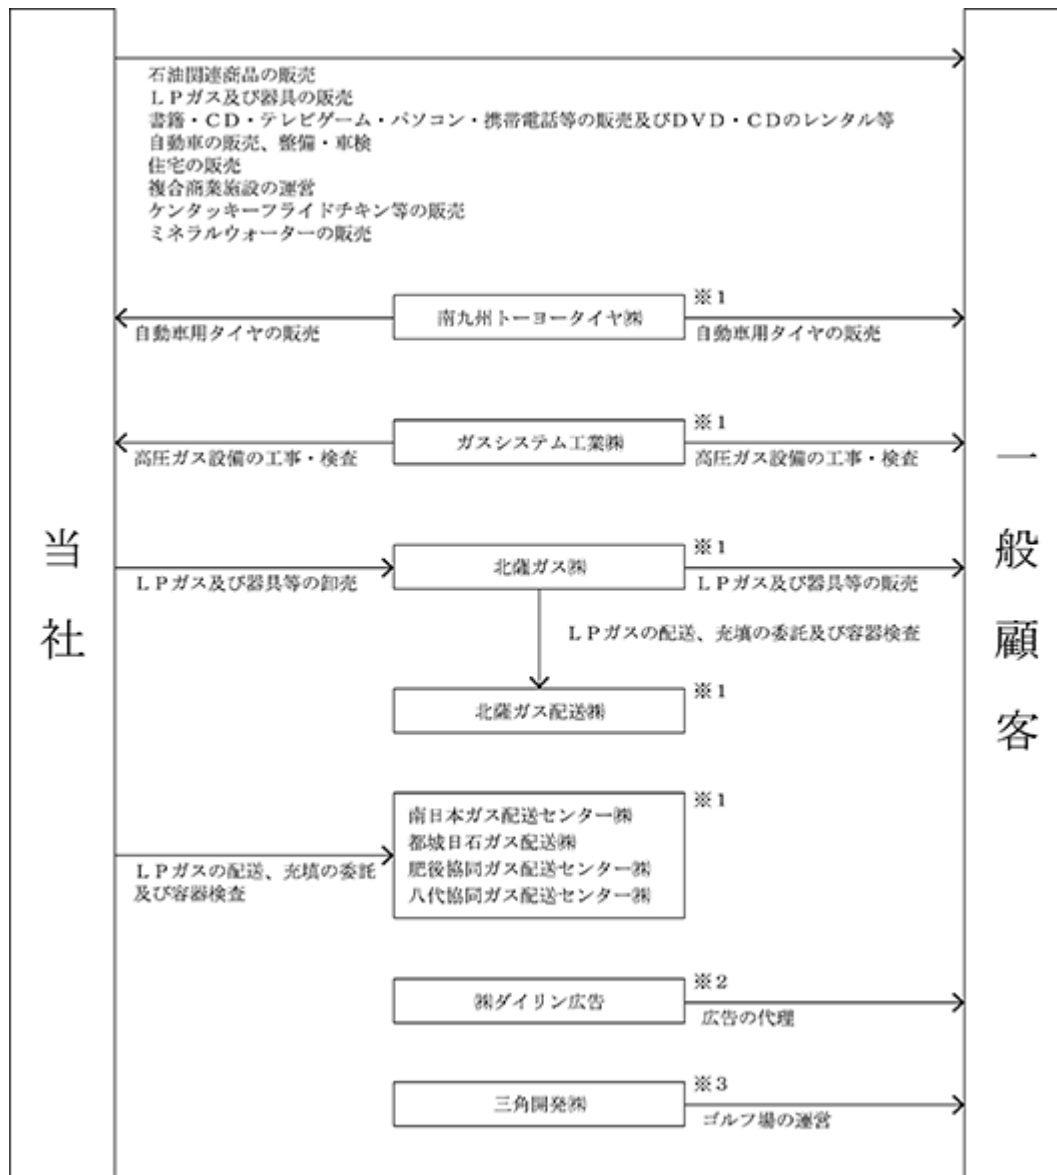 当社
一般顧客
石油関連商品の販売
ＬＰガス及び器具の販売
書籍・ＣＤ・テレビゲーム・パソコン・携帯電話等の販売及びＤＶＤ・ＣＤのレンタル等
自動車の販売、整備・車検
住宅の販売
複合商業施設の運営
ケンタッキーフライドチキン等の販売
ミネラルウォーターの販売
※１
南九州トーヨータイヤ㈱
自動車用タイヤの販売
自動車用タイヤの販売
※１
ガスシステム工業㈱
高圧ガス設備の工事・検査
高圧ガス設備の工事・検査
※１
北薩ガス㈱
ＬＰガス及び器具等の卸売
ＬＰガス及び器具等の販売
ＬＰガスの配送、充填の委託及び容器検査
※１
北薩ガス配送㈱
※１
南日本ガス配送センター㈱
都城日石ガス配送㈱
肥後協同ガス配送センター㈱
八代協同ガス配送センター㈱
ＬＰガスの配送、充填の委託
及び容器検査
※２
㈱ダイリン広告
広告の代理
※３
三角開発㈱
ゴルフ場の運営